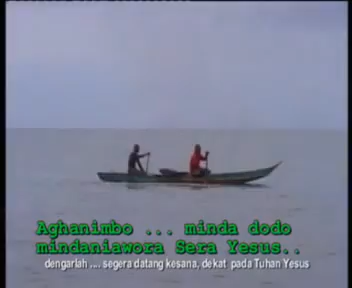 Aghanimbo ... minda dodo
mindaniawora Sera Yesus..
dengarlah .... segera datang kesana, dekat pada Tuhan Yesus